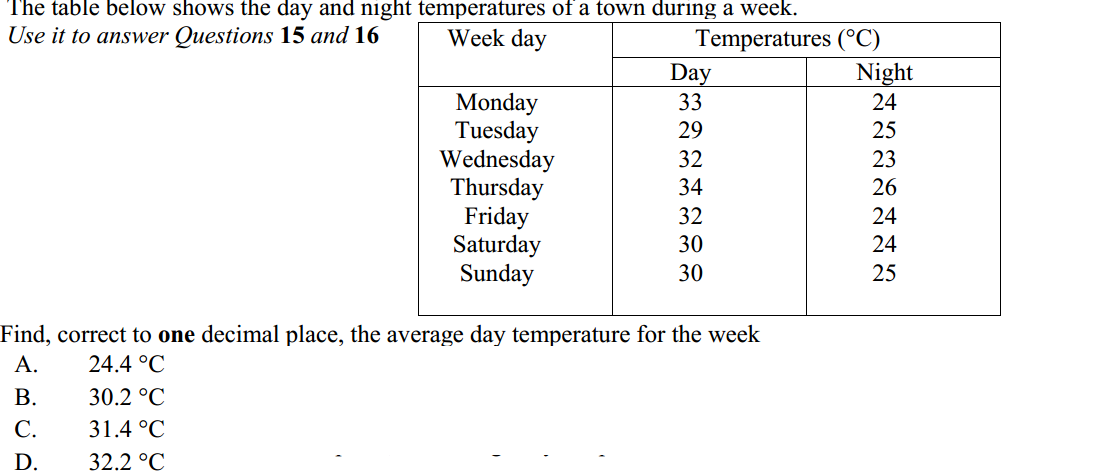 The table below shows the day and night temperatures of a town during a week.
Use it to answer Questions 15 and 16
Week day Temperatures (°C)
Day Night
Monday 33 24
Tuesday 29 25
Wednesday 32 23
Thursday 34 26
Friday 32 24
Saturday 30 24
Sunday 30 25
Find, correct to one decimal place, the average day temperature for the week
A. 24.4 °C
B. 30.2 °C
C. 31.4 °C
D. 32.2 °C